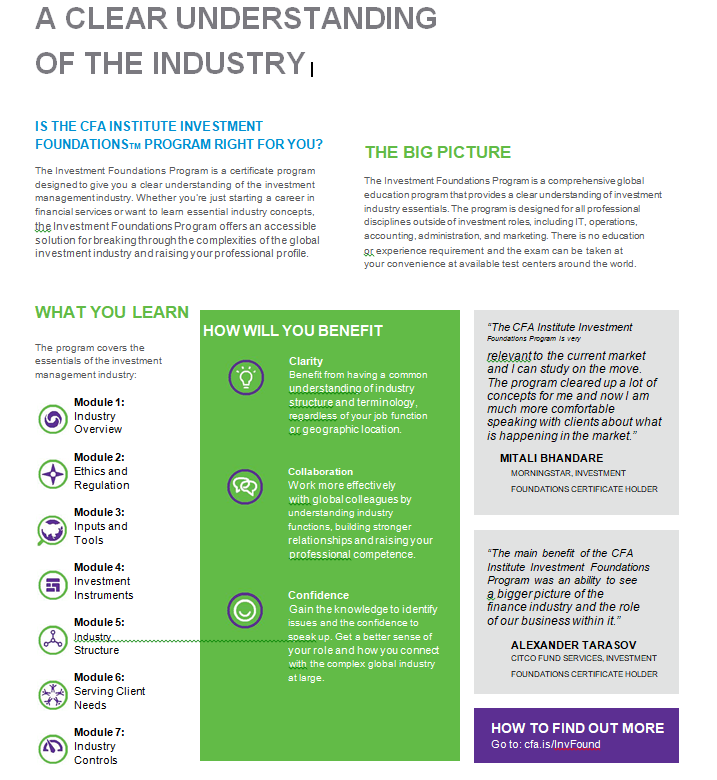 A CLEAR UNDERSTANDING
OF THE INDUSTRY
IS THE CFA INSTITUTE INVESTMENT
FOUNDATIONS™ PROGRAM RIGHT FOR YOU?
The Investment Foundations Program is a certificate program
designed to give you a clear understanding of the investment
management industry. Whether you're just starting a career in
financial services or want to learn essential industry concepts,
the Investment Foundations Program offers an accessible
solution for breaking through the complexities of the global
investment industry and raising your professional profile.
THE BIG PICTURE
The Investment Foundations Program is a comprehensive global
education program that provides a clear understanding of investment
industry essentials. The program is designed for all professional
disciplines outside of investment roles, including IT, operations,
accounting, administration, and marketing. There is no education
or experience requirement and the exam can be taken at
your convenience at available test centers around the world.
WHAT YOU LEARN
The program covers the
essentials of the investment
management industry:
Module 1:
Industry
Overview
Module 2:
Ethics and
Regulation
Module 3:
Inputs and
Tools
Module 4:
Investment
Instruments
Module 5:
Industry
Structure
Module 6:
Serving Client
Needs
Module 7:
Industry
Controls
HOW WILL YOU BENEFIT
Clarity
Benefit from having a common
understanding of industry
structure and terminology,
regardless of your job function
or geographic location.
Collaboration
Work more effectively
with global colleagues by
understanding industry
functions, building stronger
relationships and raising your
professional competence.
Confidence
Gain the knowledge to identify
issues and the confidence to
speak up. Get a better sense of
your role and how you connect
with the complex global industry
at large.
"The CFA Institute Investment
Foundations Program is very
relevant to the current market
and I can study on the move.
The program cleared up a lot of
concepts for me and now I am
much more comfortable
speaking with clients about what
is happening in the market."
MITALI BHANDARE
MORNINGSTAR, INVESTMENT
FOUNDATIONS CERTIFICATE HOLDER
"The main benefit of the CFA
Institute Investment Foundations
Program was an ability to see
a bigger picture of the
finance industry and the role
of our business within it."
ALEXANDER TARASOV
CITCO FUND SERVICES, INVESTMENT
FOUNDATIONS CERTIFICATE HOLDER
HOW TO FIND OUT MORE
Go to: cfa.is/InvFound